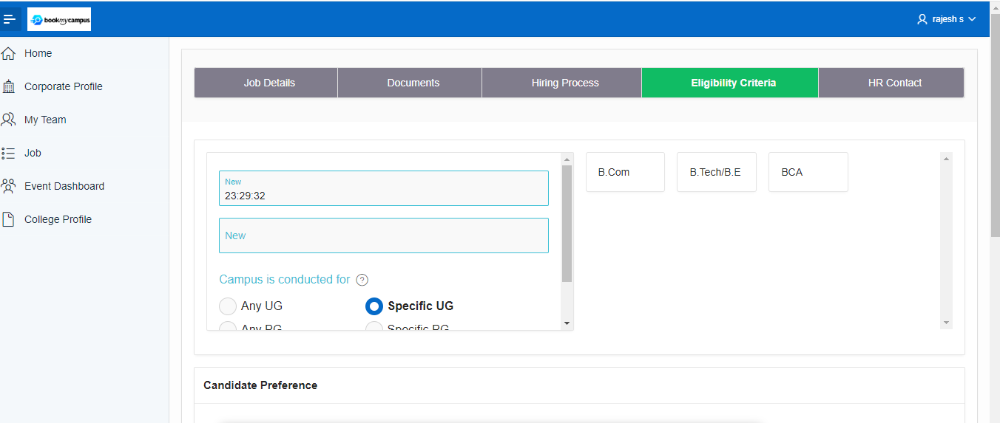 bookmycampus
rajesh s
Home
Corporate Profile
My Team
Job
Event Dashboard
College Profile
Job Details
Documents
Hiring Process
Eligibility Criteria
HR Contact
New
23:29:32
New
Campus is conducted for ?
Any UG
Specific UG
Any PG
Specific PG
B.Com
B.Tech/B.E
BCA
Candidate Preference